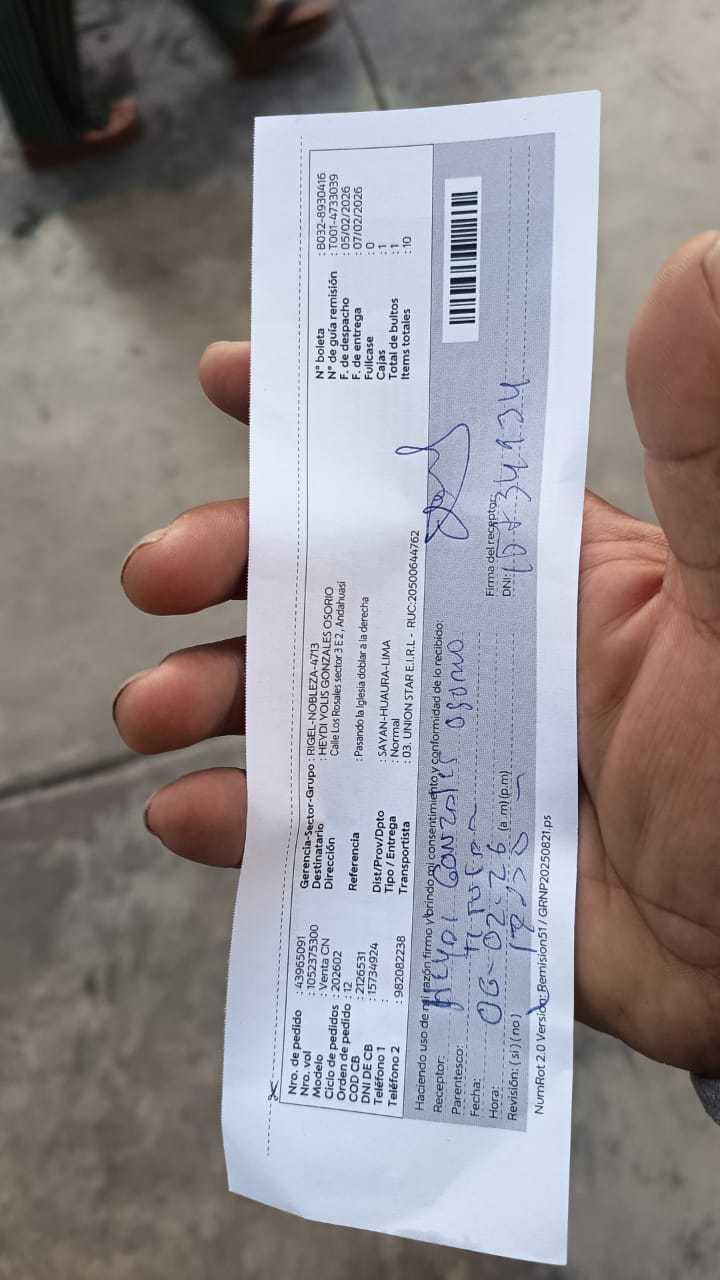 Nro. de pedido : 43965091
Nro. vol : 1052375300
Modelo : Venta CN
Ciclo de pedidos : 202602
Orden de pedido : 12
COD CB : 2126531
DNI DE CB : 15734924
Teléfono 1 :
Teléfono 2 : 982082238
Gerencia-Sector-Grupo : RIGEL-NOBLEZA-4713
Destinatario : HEYDI YOLIS GONZALES OSORIO
Dirección : Calle Los Rosales sector 3 E 2 , Andahuasi
Referencia : Pasando la Iglesia doblar a la derecha
Dist/Prov/Dpto : SAYAN-HUAURA-LIMA
Tipo / Entrega : Normal
Transportista : 03. UNION STAR E.I.R.L - RUC:20500644762
N° boleta : B032-8930416
N° de guía remisión : T001-4733039
F. de despacho : 05/02/2026
F. de entrega : 07/02/2026
Fullcase : 0
Cajas : 1
Total de bultos : 1
Items totales : 10
Haciendo uso de mi razón firmo y brindo mi consentimiento y conformidad de lo recibido:
Receptor: Heydi Gonzales Osorio
Parentesco: Titular
Fecha: 06-02-26
Hora: (a.m)(p.m)
Revisión: (si) (no)
Firma del receptor:
DNI:
NumRot 2.0 Versión: Remision51 / GRNP20250821.ps